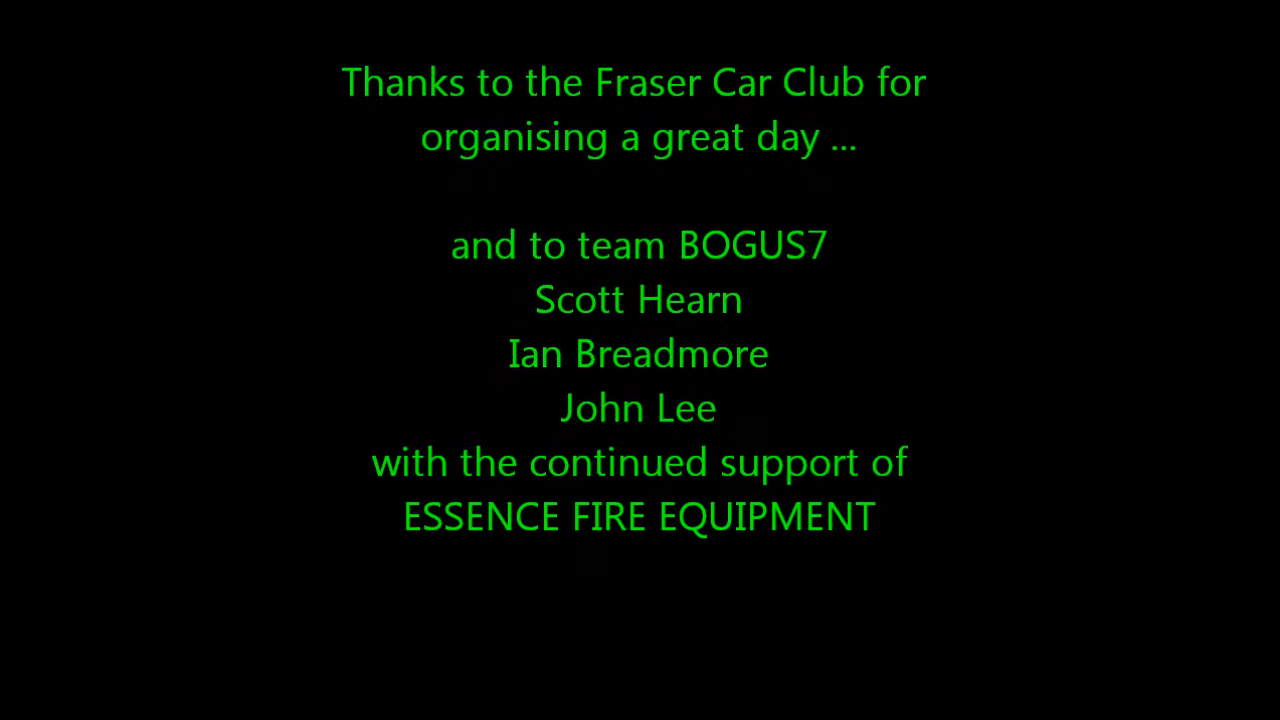 Thanks to the Fraser Car Club for
organising a great day ...
and to team BOGUS7
Scott Hearn
Ian Breadmore
John Lee
with the continued support of
ESSENCE FIRE EQUIPMENT